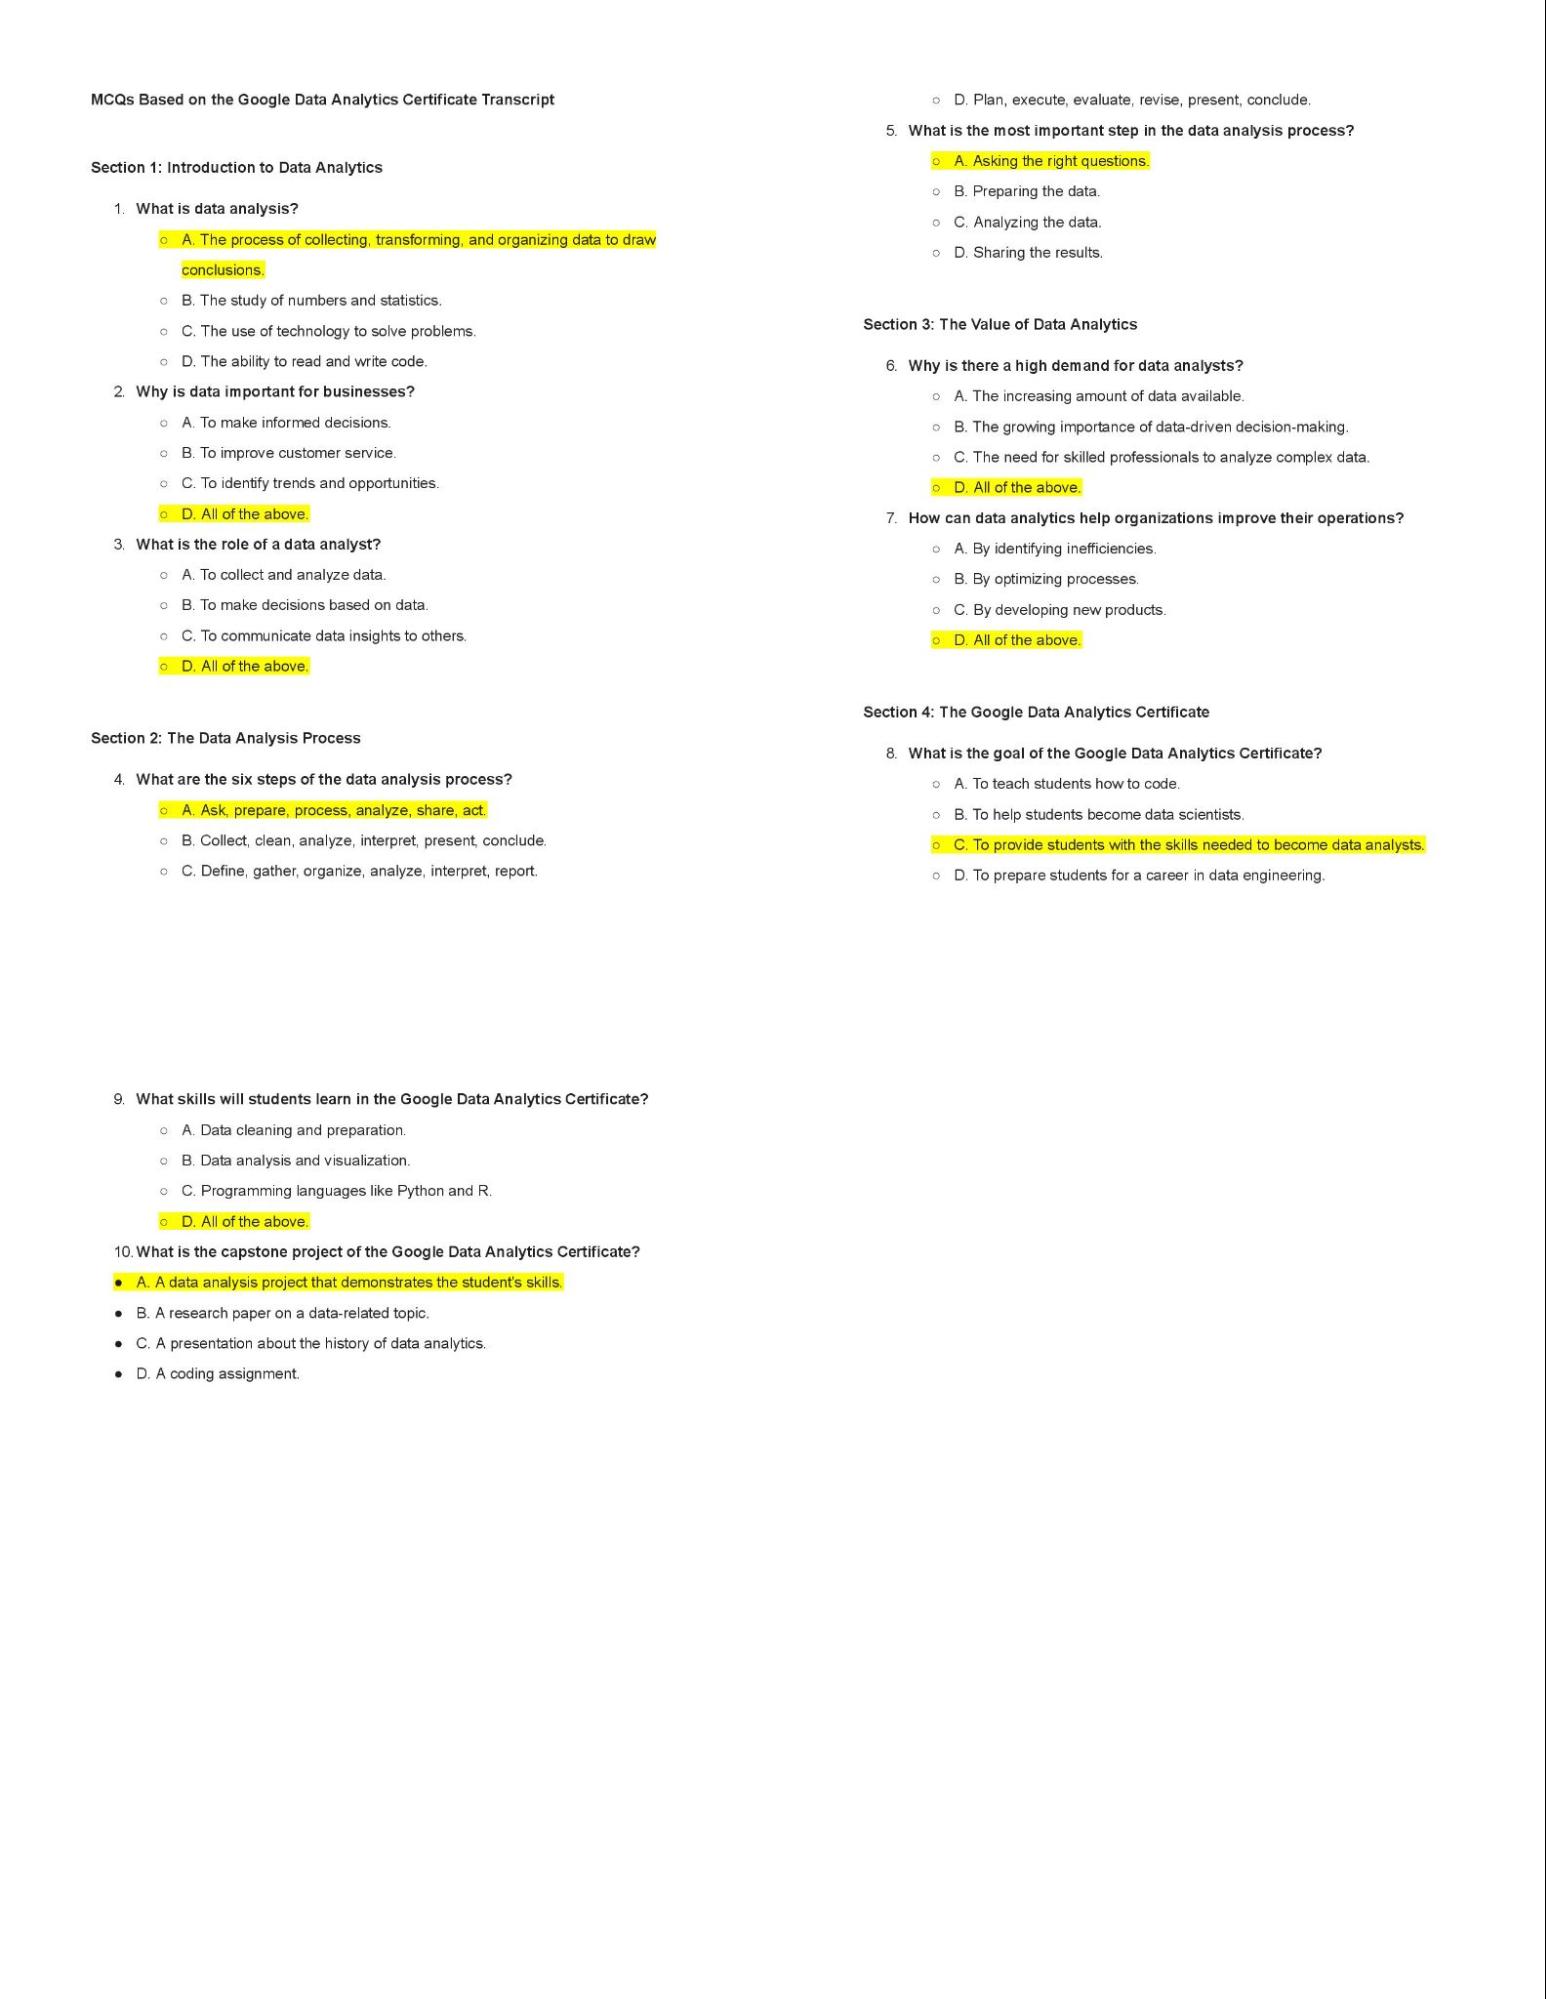 MCQs Based on the Google Data Analytics Certificate Transcript
Section 1: Introduction to Data Analytics
1. What is data analysis?
○ A. The process of collecting, transforming, and organizing data to draw
conclusions.
○ B. The study of numbers and statistics.
○ C. The use of technology to solve problems.
○ D. The ability to read and write code.
2. Why is data important for businesses?
○ A. To make informed decisions.
○ B. To improve customer service.
○ C. To identify trends and opportunities.
○ D. All of the above.
3. What is the role of a data analyst?
○ A. To collect and analyze data.
○ B. To make decisions based on data.
○ C. To communicate data insights to others.
○ D. All of the above.
Section 2: The Data Analysis Process
4. What are the six steps of the data analysis process?
○ A. Ask, prepare, process, analyze, share, act.
○ B. Collect, clean, analyze, interpret, present, conclude.
○ C. Define, gather, organize, analyze, interpret, report.
○ D. Plan, execute, evaluate, revise, present, conclude.
5. What is the most important step in the data analysis process?
○ A. Asking the right questions.
○ B. Preparing the data.
○ C. Analyzing the data.
○ D. Sharing the results.
Section 3: The Value of Data Analytics
6. Why is there a high demand for data analysts?
○ A. The increasing amount of data available.
○ B. The growing importance of data-driven decision-making.
○ C. The need for skilled professionals to analyze complex data.
○ D. All of the above.
7. How can data analytics help organizations improve their operations?
○ A. By identifying inefficiencies.
○ B. By optimizing processes.
○ C. By developing new products.
○ D. All of the above.
Section 4: The Google Data Analytics Certificate
8. What is the goal of the Google Data Analytics Certificate?
○ A. To teach students how to code.
○ B. To help students become data scientists.
○ C. To provide students with the skills needed to become data analysts.
○ D. To prepare students for a career in data engineering.
9. What skills will students learn in the Google Data Analytics Certificate?
○ A. Data cleaning and preparation.
○ B. Data analysis and visualization.
○ C. Programming languages like Python and R.
○ D. All of the above.
10. What is the capstone project of the Google Data Analytics Certificate?
● A. A data analysis project that demonstrates the student's skills.
● B. A research paper on a data-related topic.
● C. A presentation about the history of data analytics.
● D. A coding assignment.